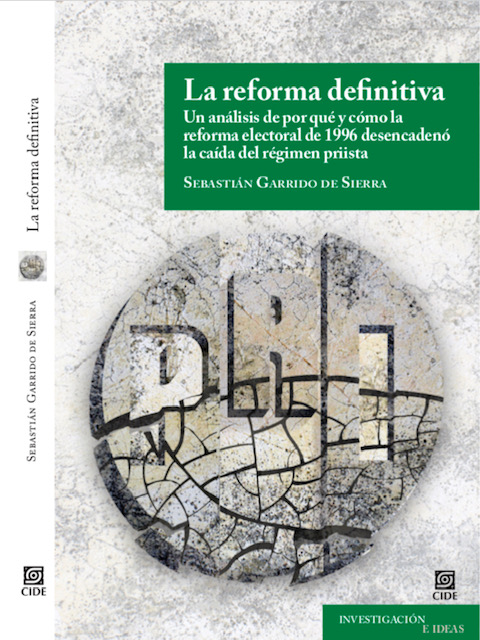 La reforma definitiva
SEBASTIÁN GARRIDO DE SIERRA
CIDE
La reforma definitiva
Un análisis de por qué y cómo la
reforma electoral de 1996 desencadenó
la caída del régimen priista
SEBASTIÁN GARRIDO DE SIERRA
PRI
CIDE
INVESTIGACIÓN
E IDEAS